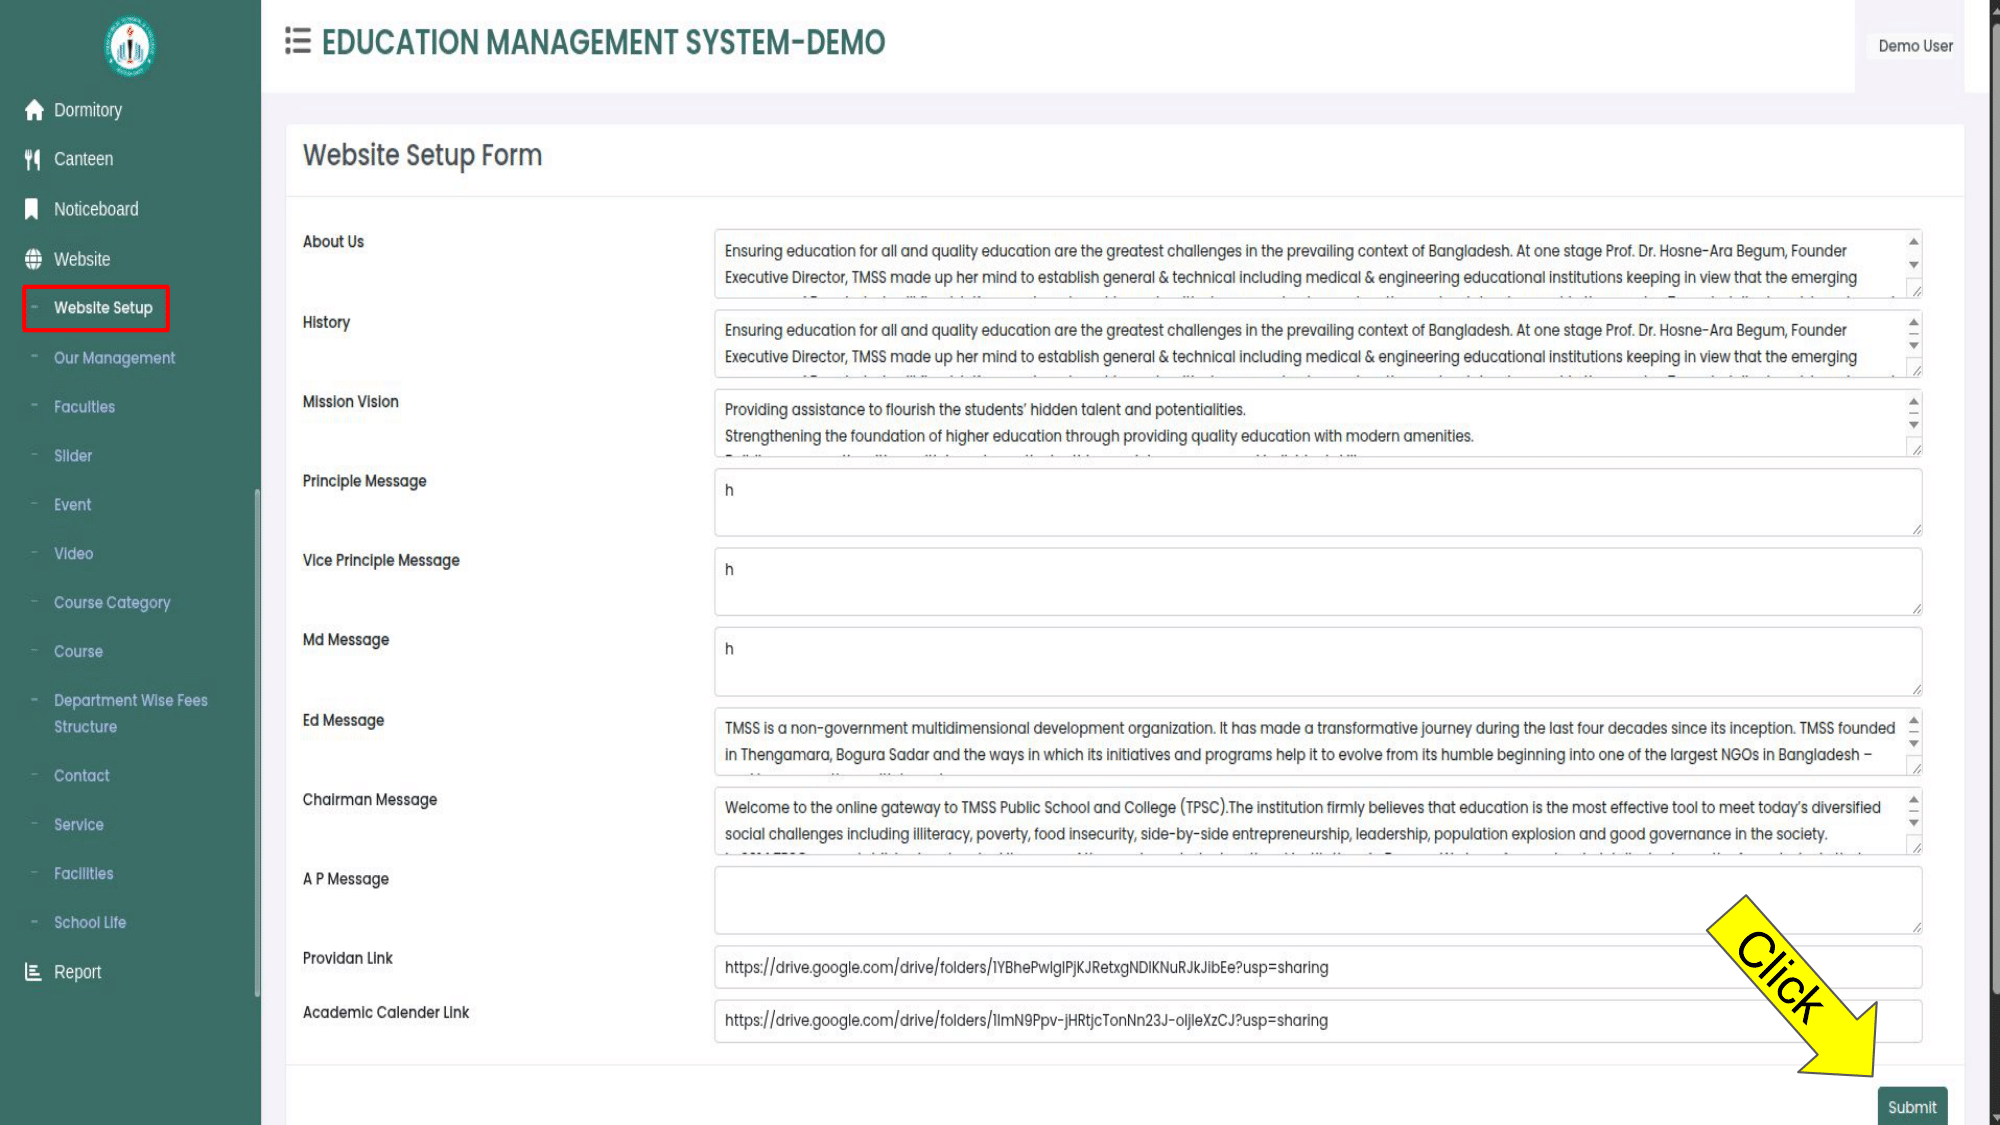 EDUCATION MANAGEMENT SYSTEM-DEMO
Demo User
Dormitory
Canteen
Noticeboard
Website
Website Setup
Our Management
Faculties
Slider
Event
Video
Course Category
Course
Department Wise Fees
Structure
Contact
Service
Facilities
School Life
Report
Website Setup Form
About Us
Ensuring education for all and quality education are the greatest challenges in the prevailing context of Bangladesh. At one stage Prof. Dr. Hosne-Ara Begum, Founder
Executive Director, TMSS made up her mind to establish general & technical including medical & engineering educational institutions keeping in view that the emerging
History
Ensuring education for all and quality education are the greatest challenges in the prevailing context of Bangladesh. At one stage Prof. Dr. Hosne-Ara Begum, Founder
Executive Director, TMSS made up her mind to establish general & technical including medical & engineering educational institutions keeping in view that the emerging
Mission Vision
Providing assistance to flourish the students' hidden talent and potentialities.
Strengthening the foundation of higher education through providing quality education with modern amenities.
Principle Message
h
Vice Principle Message
h
Md Message
h
Ed Message
TMSS is a non-government multidimensional development organization. It has made a transformative journey during the last four decades since its inception. TMSS founded
in Thengamara, Bogura Sadar and the ways in which its initiatives and programs help it to evolve from its humble beginning into one of the largest NGOs in Bangladesh –
Chairman Message
Welcome to the online gateway to TMSS Public School and College (TPSC).The institution firmly believes that education is the most effective tool to meet today's diversified
social challenges including illiteracy, poverty, food insecurity, side-by-side entrepreneurship, leadership, population explosion and good governance in the society.
A P Message
Providan Link
https://drive.google.com/drive/folders/1YBhePwIgIPjKJRetxgNDIKNuRJkJibEe?usp=sharing
Academic Calender Link
https://drive.google.com/drive/folders/1ImN9Ppv-jHRtjcTonNn23J-oIjIeXzCJ?usp=sharing
Click
Submit